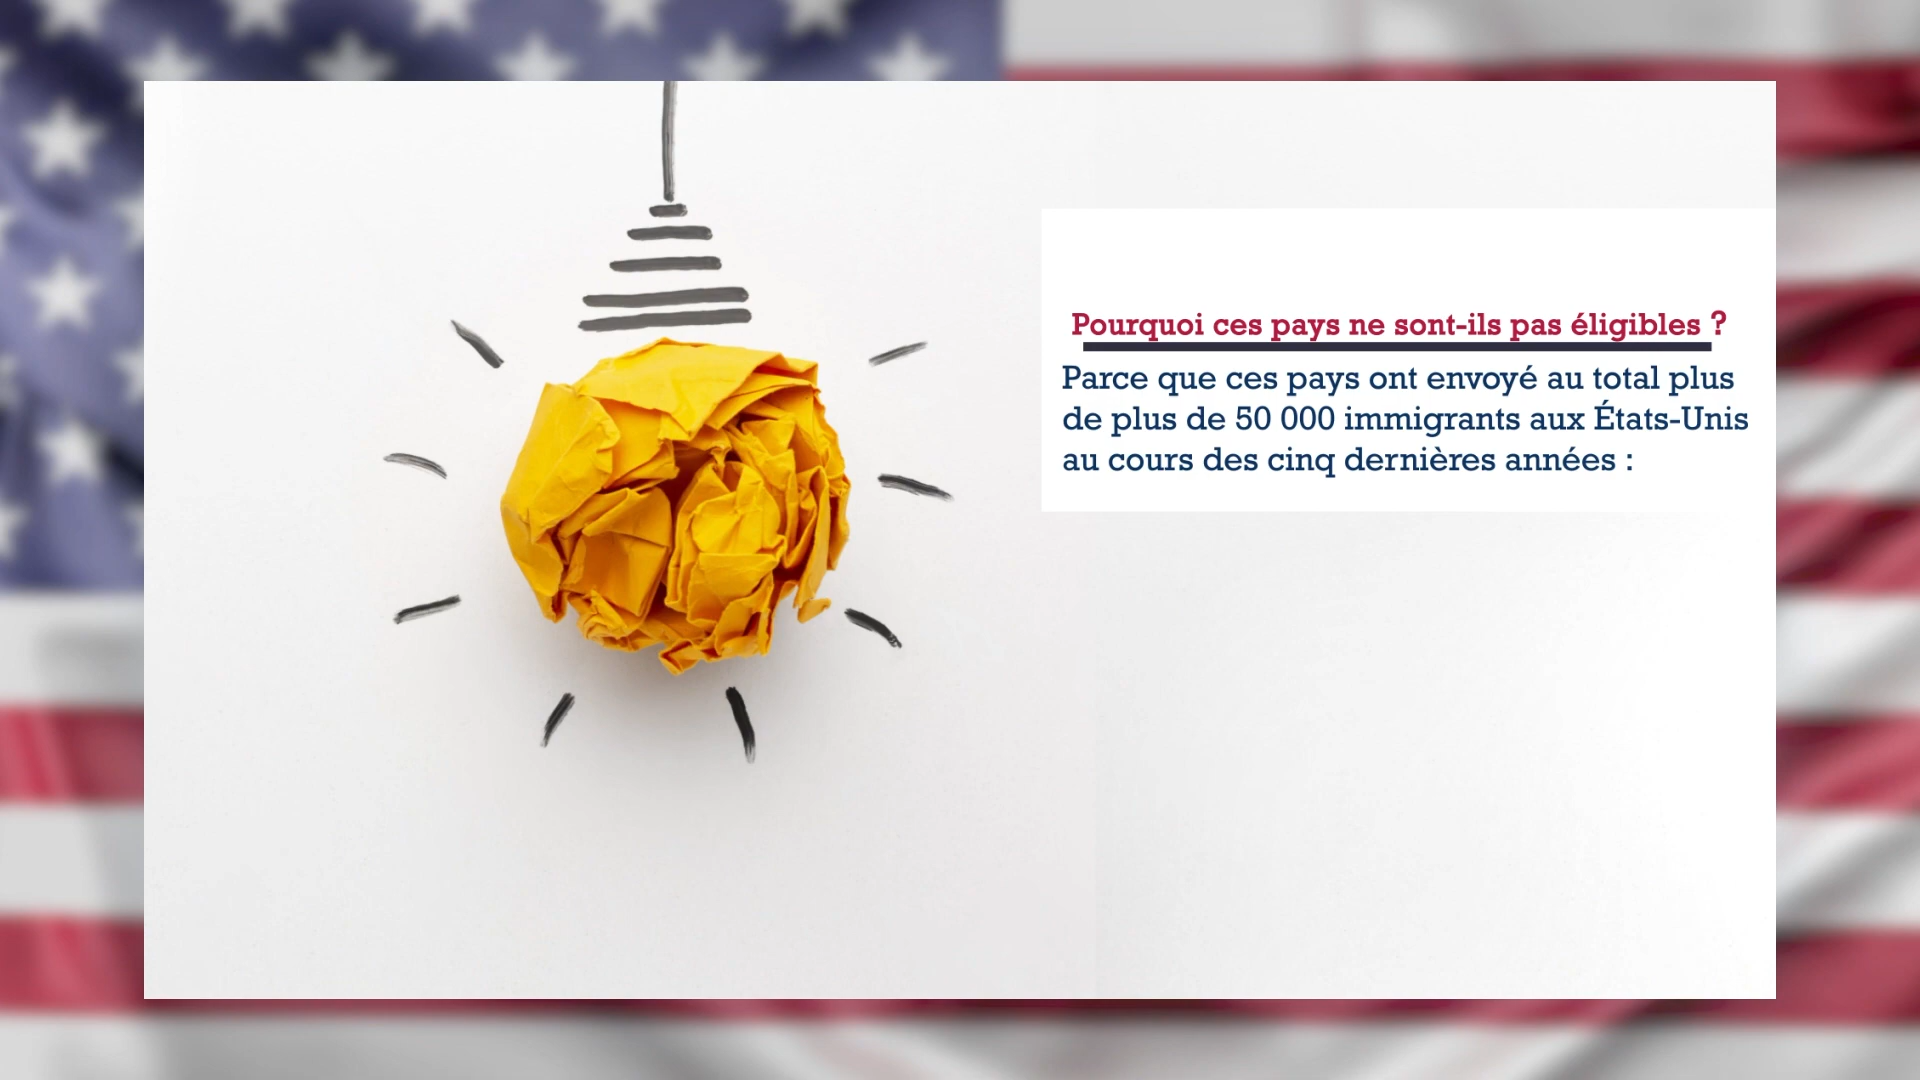 Pourquoi ces pays ne sont-ils pas éligibles ?
Parce que ces pays ont envoyé au total plus
de plus de 50 000 immigrants aux États-Unis
au cours des cinq dernières années :